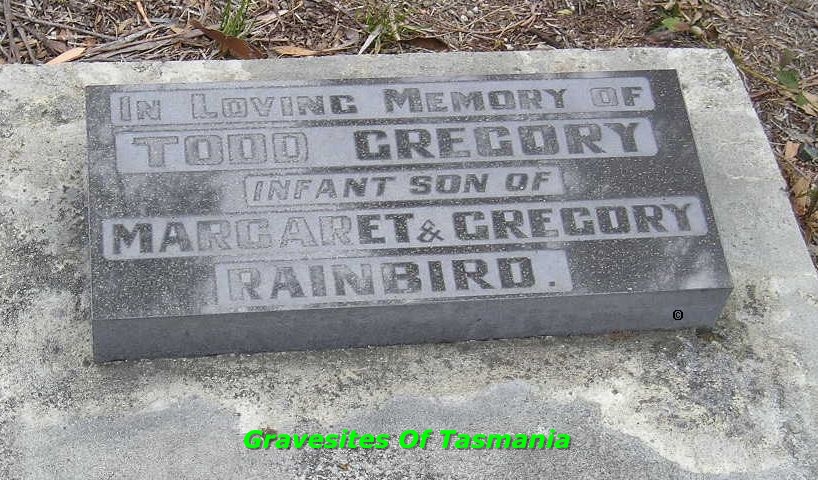 IN LOVING MEMORY OF
TODD GREGORY
INFANT SON OF
MARGARET & GREGORY
RAINBIRD.
©
Gravesites Of Tasmania